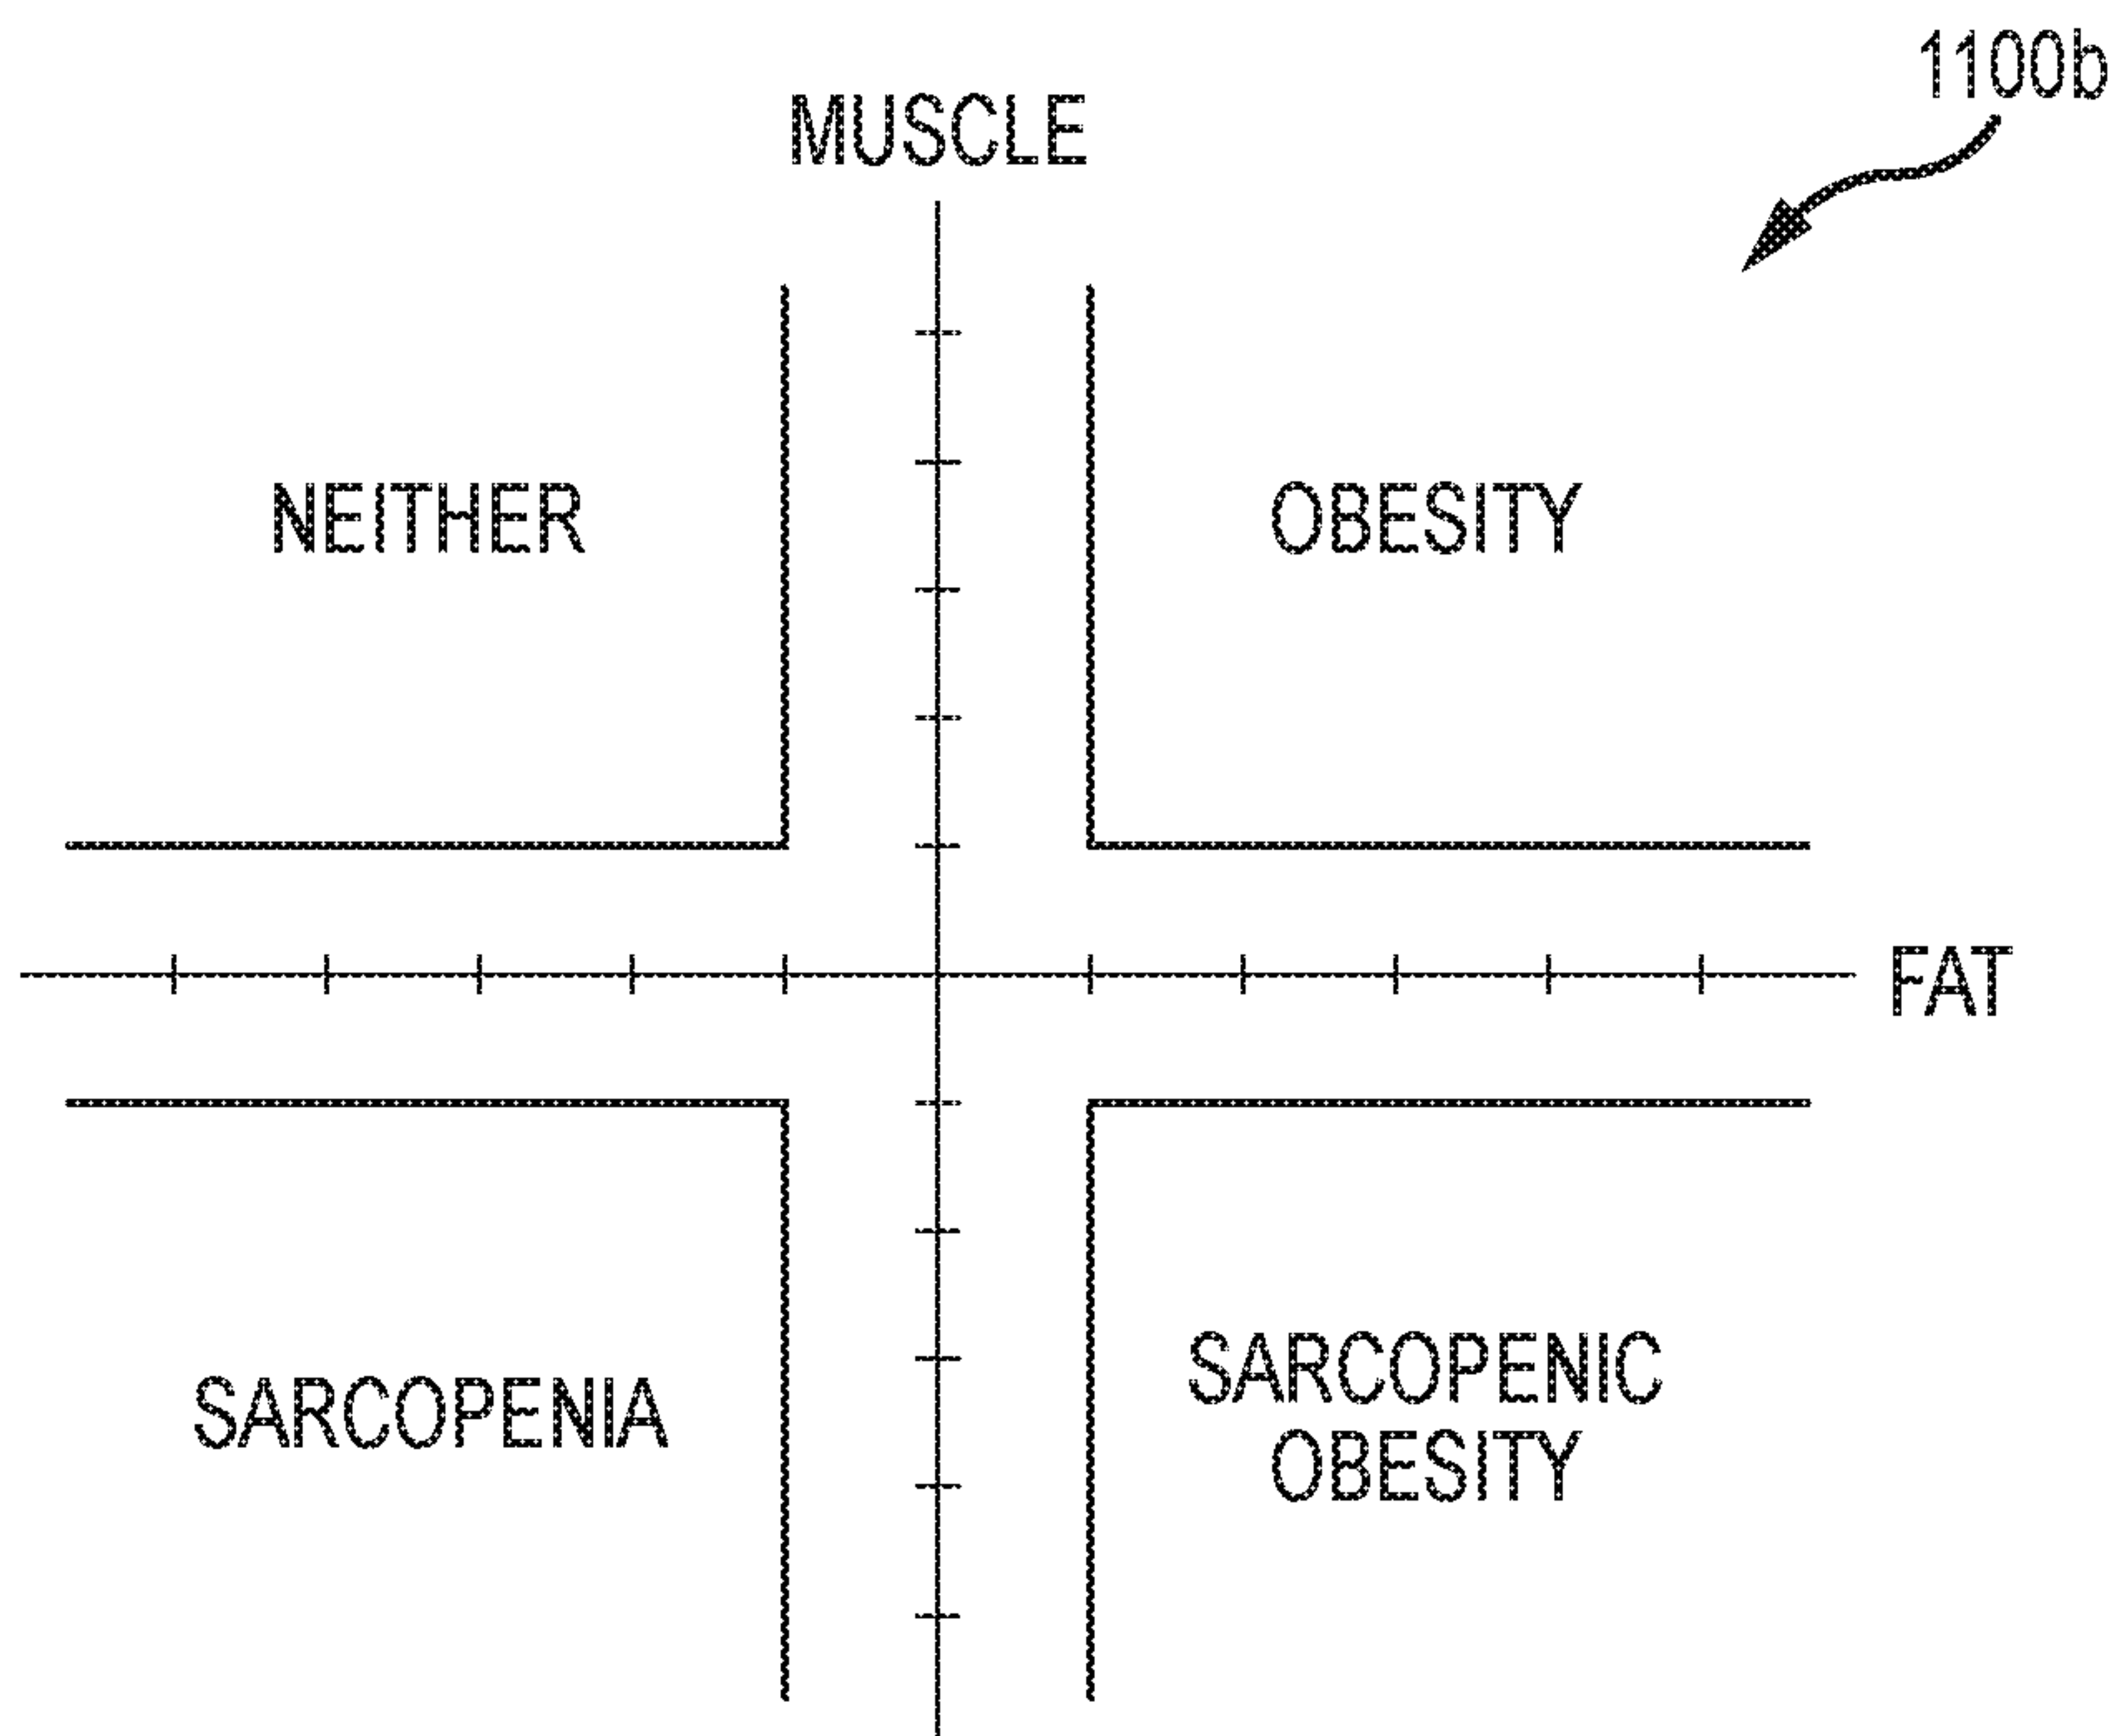 1100b
MUSCLE
NEITHER
OBESITY
FAT
SARCOPENIA
SARCOPENIC
OBESITY